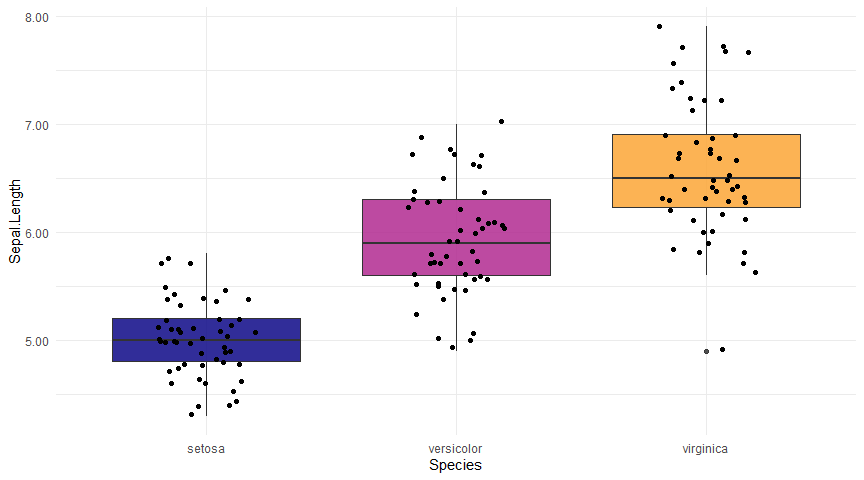 8.00
7.00
6.00
5.00
Sepal.Length
setosa versicolor virginica
Species